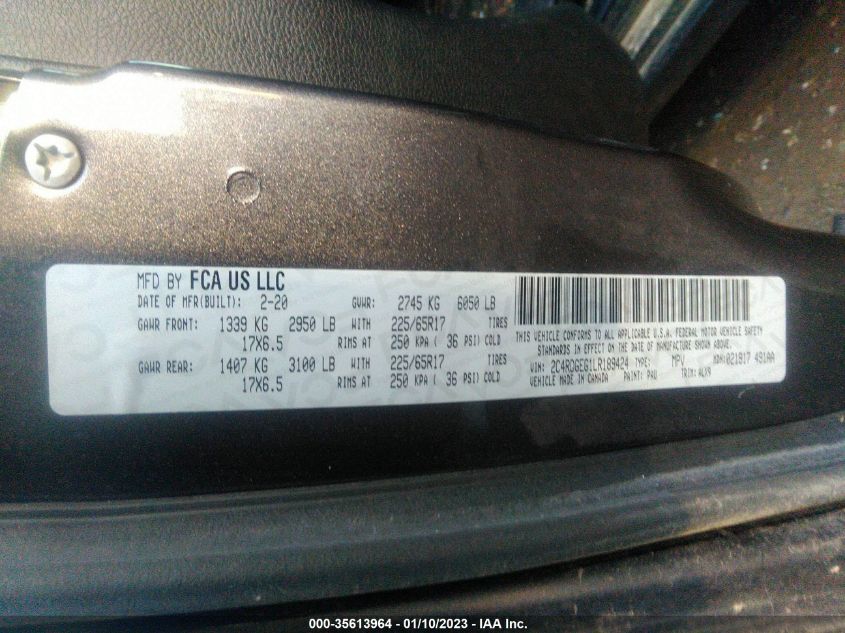 MFD BY FCA US LLC
DATE OF MFR(BUILT): 2-20 GVWR: 2745 KG 6050 LB
GAWR FRONT: 1339 KG 2950 LB WITH 225/65R17 TIRES
17X6.5 RIMS AT 250 KPA ( 36 PSI) COLD
GAWR REAR: 1407 KG 3100 LB WITH 225/65R17 TIRES
17X6.5 RIMS AT 250 KPA ( 36 PSI) COLD
THIS VEHICLE CONFORMS TO ALL APPLICABLE U.S.A. FEDERAL MOTOR VEHICLE SAFETY
STANDARDS IN EFFECT ON THE DATE OF MANUFACTURE SHOWN ABOVE.
VIN: 2C4RDGEG1LR189424 TYPE: MPV MDH:021917 491AA
VEHICLE MADE IN CANADA PAINT: PAU TRIM: ALX9
000-35613964 - 01/10/2023 - IAA Inc.